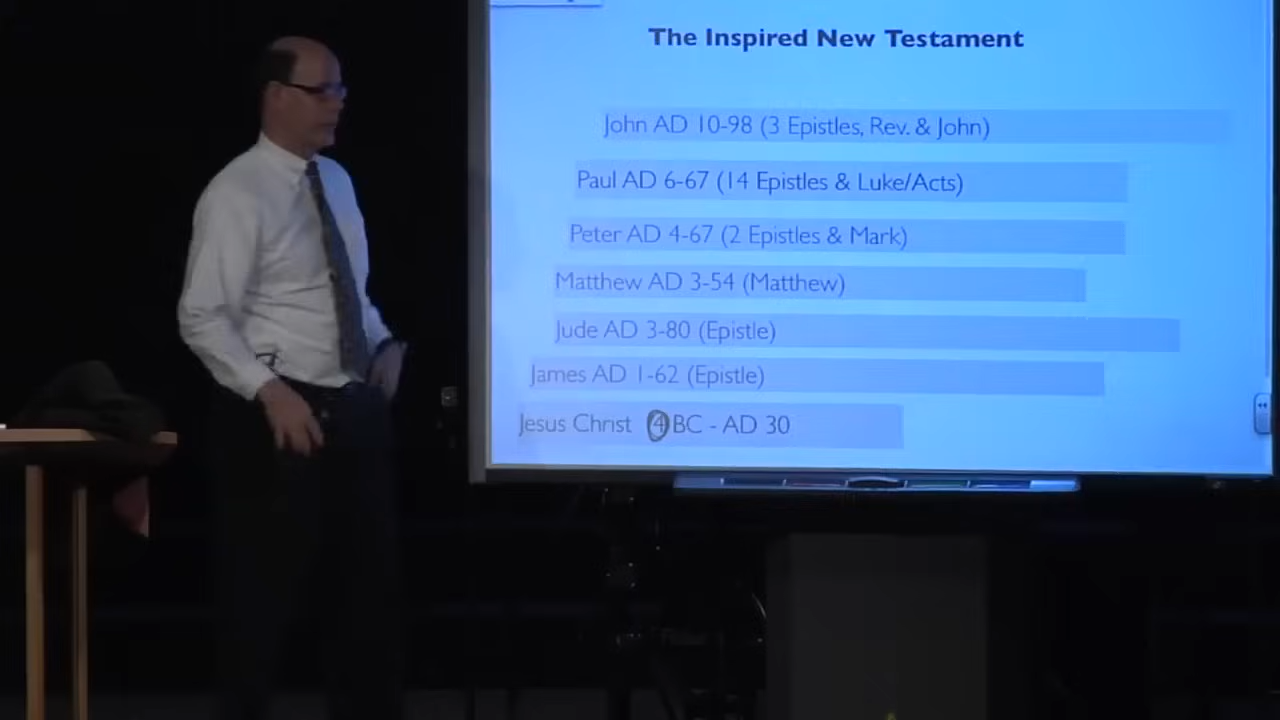 The Inspired New Testament
John AD 10-98 (3 Epistles, Rev. & John)
Paul AD 6-67 (14 Epistles & Luke/Acts)
Peter AD 4-67 (2 Epistles & Mark)
Matthew AD 3-54 (Matthew)
Jude AD 3-80 (Epistle)
James AD 1-62 (Epistle)
Jesus Christ 4 BC - AD 30